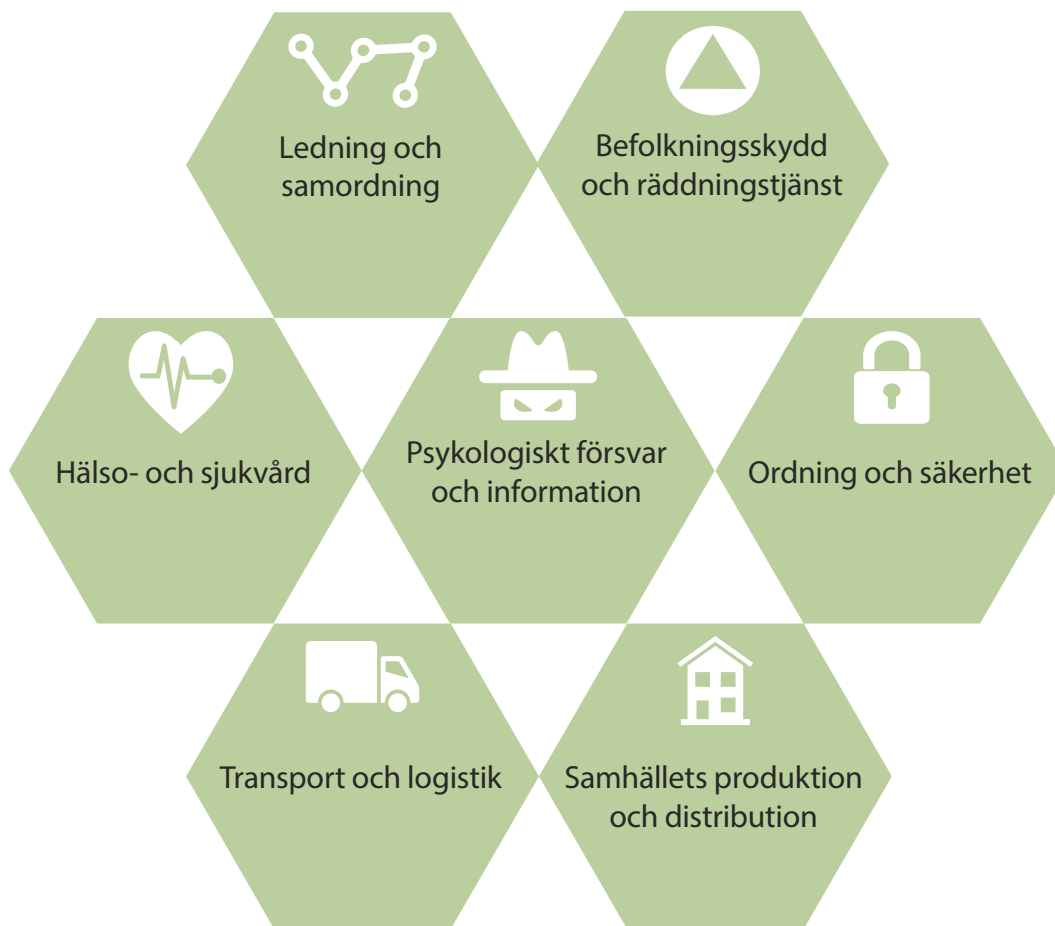 Ledning och
samordning
Befolkningsskydd
och räddningstjänst
Hälso- och sjukvård
Psykologiskt försvar
och information
Ordning och säkerhet
Transport och logistik
Samhällets produktion
och distribution